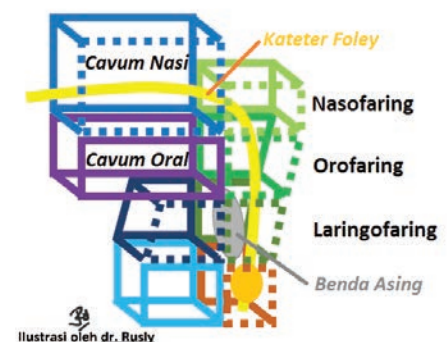 Kateter Foley
Cavum Nasi
Nasofaring
Cavum Oral
Orofaring
Laringofaring
Benda Asing
Ilustrasi oleh dr. Rusly